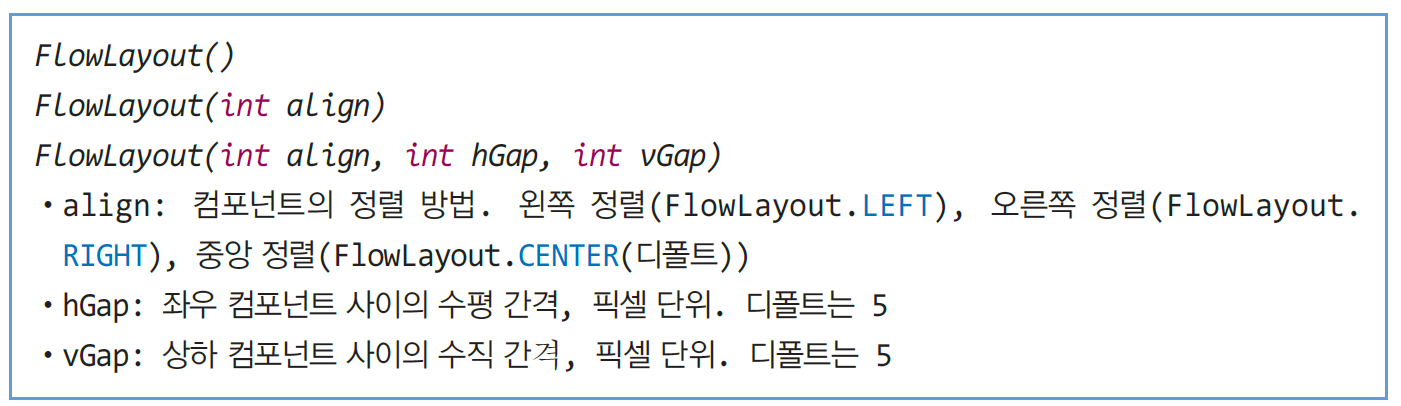 FlowLayout()
FlowLayout(int align)
FlowLayout(int align, int hGap, int vGap)
• align: 컴포넌트의 정렬 방법. 왼쪽 정렬(FlowLayout.LEFT), 오른쪽 정렬(FlowLayout.
RIGHT), 중앙 정렬(FlowLayout.CENTER(디폴트))
• hGap: 좌우 컴포넌트 사이의 수평 간격, 픽셀 단위. 디폴트는 5
• vGap: 상하 컴포넌트 사이의 수직 간격, 픽셀 단위. 디폴트는 5